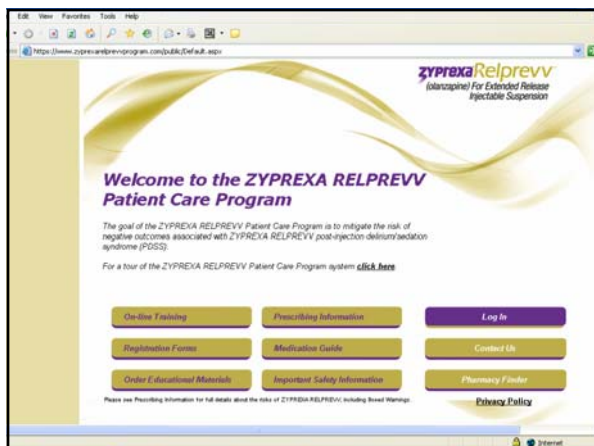 Edit View Favorites Tools Help
https://www.zyprexarelprevvprogram.com/public/Default.aspx
zyprexa Relprevv
(olanzapine) For Extended Release
Injectable Suspension
Welcome to the ZYPREXA RELPREVV
Patient Care Program
The goal of the ZYPREXA RELPREVV Patient Care Program is to mitigate the risk of
negative outcomes associated with ZYPREXA RELPREVV post-injection delirium/sedation
syndrome (PDSS).
For a tour of the ZYPREXA RELPREVV Patient Care Program system click here.
On-line Training Prescribing Information Log In
Registration Forms Medication Guide Contact Us
Order Educational Materials Important Safety Information Pharmacy Finder
Please see Prescribing Information for full details about the risks of ZYPREXA RELPREVV, including Boxed Warnings.
Privacy Policy
Internet